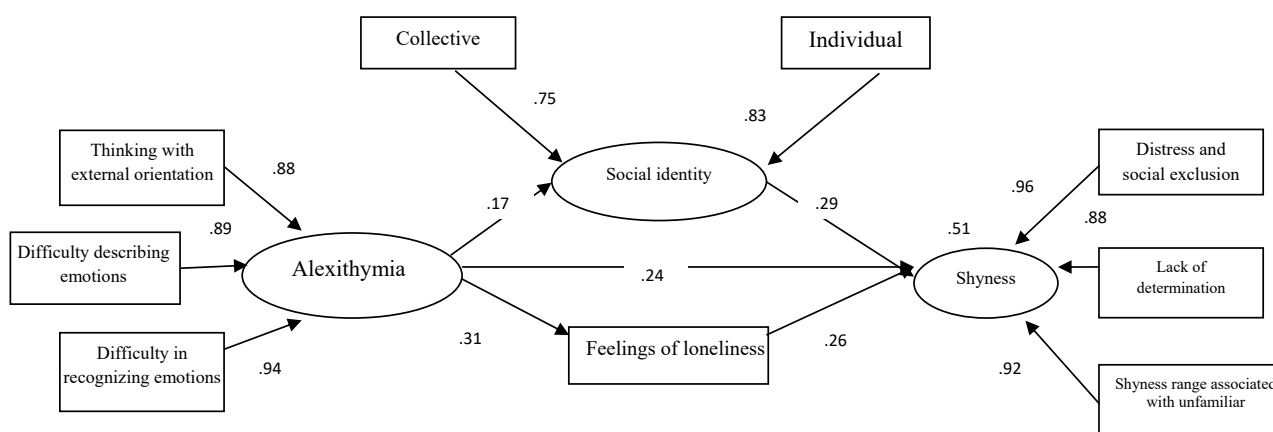 Collective
Individual
.75
.83
Thinking with
external orientation
.88
Distress and
social exclusion
.96
Social identity
.17
.29
.88
.89
.51
Difficulty describing
emotions
Alexithymia
.24
Shyness
Lack of
determination
.31
Feelings of loneliness
.26
Difficulty in
recognizing emotions
.94
.92
Shyness range associated
with unfamiliar